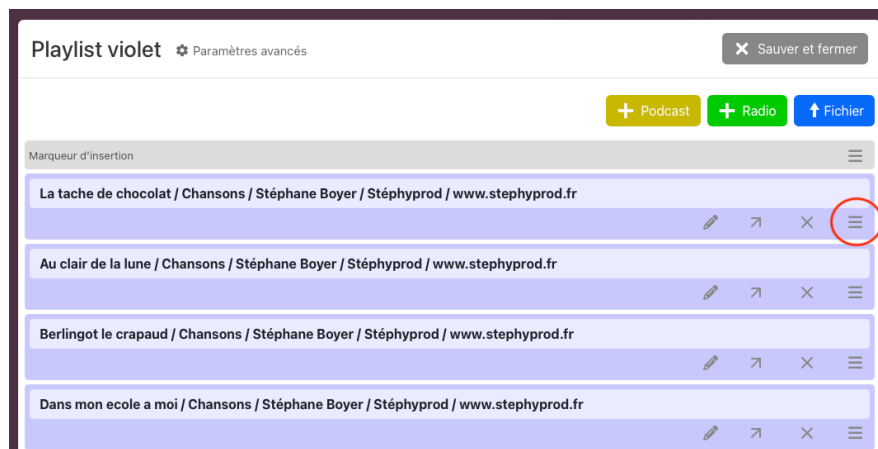 Playlist violet Paramètres avancés Sauver et fermer
Podcast Radio Fichier
Marqueur d'insertion
La tache de chocolat / Chansons / Stéphane Boyer / Stéphyprod / www.stephyprod.fr
Au clair de la lune / Chansons / Stéphane Boyer / Stéphyprod / www.stephyprod.fr
Berlingot le crapaud / Chansons / Stéphane Boyer / Stéphyprod / www.stephyprod.fr
Dans mon ecole a moi / Chansons / Stéphane Boyer / Stéphyprod / www.stephyprod.fr